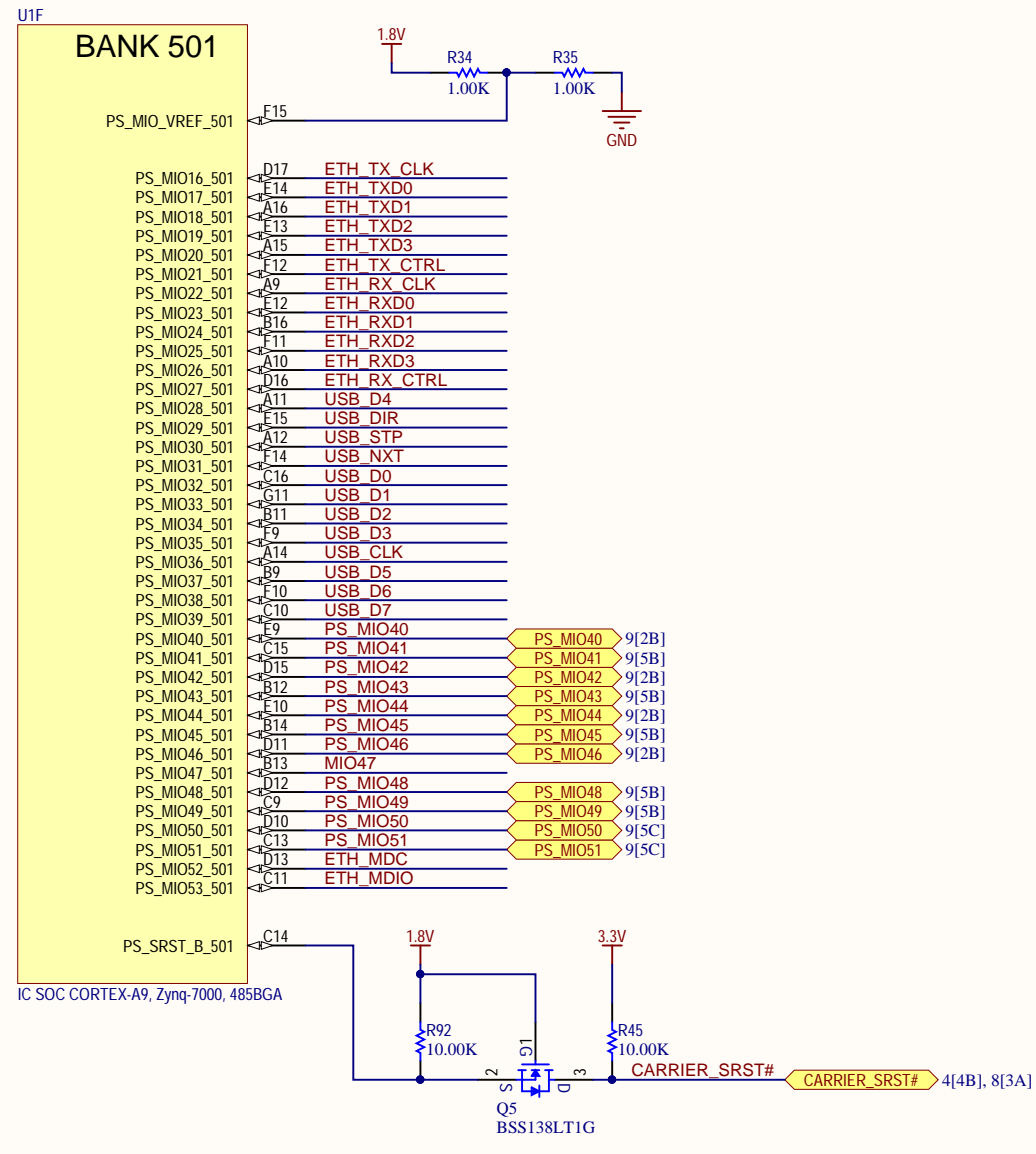 U1F
BANK 501
1.8V
R34
1.00K
R35
1.00K
GND
PS_MIO_VREF_501 F15
PS_MIO16_501 D17 ETH_TX_CLK
PS_MIO17_501 E14 ETH_TXD0
PS_MIO18_501 A16 ETH_TXD1
PS_MIO19_501 E13 ETH_TXD2
PS_MIO20_501 A15 ETH_TXD3
PS_MIO21_501 F12 ETH_TX_CTRL
PS_MIO22_501 A9 ETH_RX_CLK
PS_MIO23_501 E12 ETH_RXD0
PS_MIO24_501 B16 ETH_RXD1
PS_MIO25_501 F11 ETH_RXD2
PS_MIO26_501 A10 ETH_RXD3
PS_MIO27_501 D16 ETH_RX_CTRL
PS_MIO28_501 A11 USB_D4
PS_MIO29_501 E15 USB_DIR
PS_MIO30_501 A12 USB_STP
PS_MIO31_501 F14 USB_NXT
PS_MIO32_501 C16 USB_D0
PS_MIO33_501 G11 USB_D1
PS_MIO34_501 B11 USB_D2
PS_MIO35_501 F9 USB_D3
PS_MIO36_501 A14 USB_CLK
PS_MIO37_501 B9 USB_D5
PS_MIO38_501 F10 USB_D6
PS_MIO39_501 C10 USB_D7
PS_MIO40_501 E9 PS_MIO40 PS_MIO40 9[2B]
PS_MIO41_501 C15 PS_MIO41 PS_MIO41 9[5B]
PS_MIO42_501 D15 PS_MIO42 PS_MIO42 9[2B]
PS_MIO43_501 B12 PS_MIO43 PS_MIO43 9[5B]
PS_MIO44_501 E10 PS_MIO44 PS_MIO44 9[2B]
PS_MIO45_501 B14 PS_MIO45 PS_MIO45 9[5B]
PS_MIO46_501 D11 PS_MIO46 PS_MIO46 9[2B]
PS_MIO47_501 B13 MIO47
PS_MIO48_501 D12 PS_MIO48 PS_MIO48 9[5B]
PS_MIO49_501 C9 PS_MIO49 PS_MIO49 9[5B]
PS_MIO50_501 D10 PS_MIO50 PS_MIO50 9[5C]
PS_MIO51_501 C13 PS_MIO51 PS_MIO51 9[5C]
PS_MIO52_501 D13 ETH_MDC
PS_MIO53_501 C11 ETH_MDIO
PS_SRST_B_501 C14
IC SOC CORTEX-A9, Zynq-7000, 485BGA
1.8V
3.3V
R92
10.00K
R45
10.00K
1 G
2 S
3 D
Q5
BSS138LT1G
CARRIER_SRST# CARRIER_SRST# 4[4B], 8[3A]